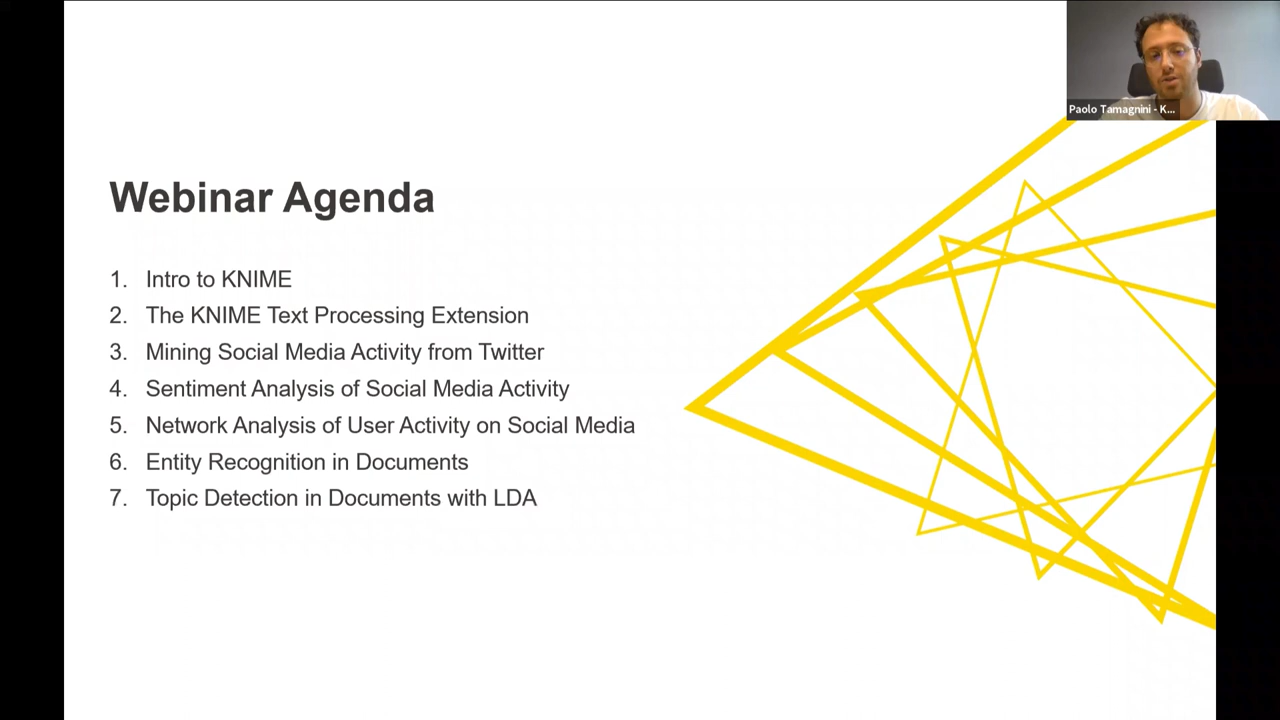 Paolo Tamagnini - K...
Webinar Agenda
1. Intro to KNIME
2. The KNIME Text Processing Extension
3. Mining Social Media Activity from Twitter
4. Sentiment Analysis of Social Media Activity
5. Network Analysis of User Activity on Social Media
6. Entity Recognition in Documents
7. Topic Detection in Documents with LDA